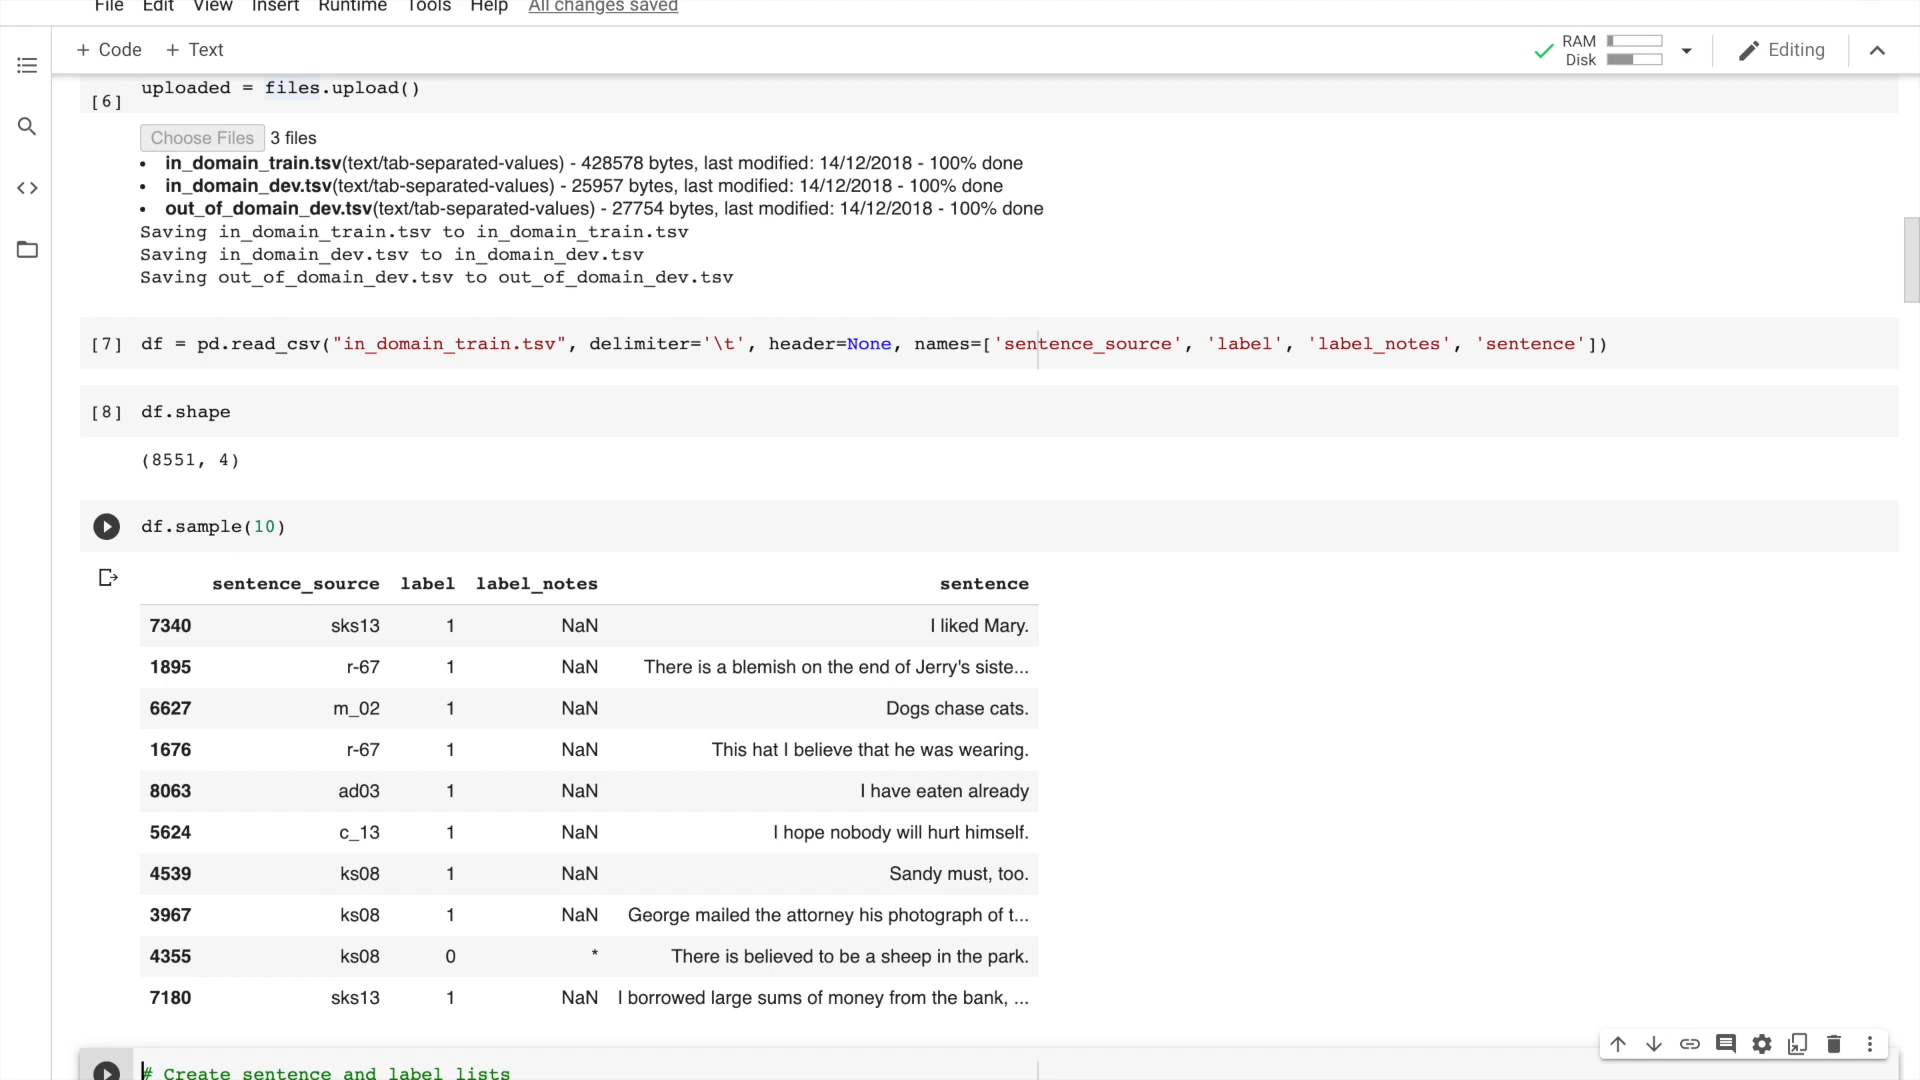 File Edit View Insert Runtime Tools Help All changes saved
+ Code + Text
RAM
Disk
Editing
[6] uploaded = files.upload()
Choose Files 3 files
• in_domain_train.tsv(text/tab-separated-values) - 428578 bytes, last modified: 14/12/2018 - 100% done
• in_domain_dev.tsv(text/tab-separated-values) - 25957 bytes, last modified: 14/12/2018 - 100% done
• out_of_domain_dev.tsv(text/tab-separated-values) - 27754 bytes, last modified: 14/12/2018 - 100% done
Saving in_domain_train.tsv to in_domain_train.tsv
Saving in_domain_dev.tsv to in_domain_dev.tsv
Saving out_of_domain_dev.tsv to out_of_domain_dev.tsv
[7] df = pd.read_csv("in_domain_train.tsv", delimiter='\t', header=None, names=['sentence_source', 'label', 'label_notes', 'sentence'])
[8] df.shape
(8551, 4)
df.sample(10)
sentence_source label label_notes sentence
7340 sks13 1 NaN I liked Mary.
1895 r-67 1 NaN There is a blemish on the end of Jerry's siste...
6627 m_02 1 NaN Dogs chase cats.
1676 r-67 1 NaN This hat I believe that he was wearing.
8063 ad03 1 NaN I have eaten already
5624 c_13 1 NaN I hope nobody will hurt himself.
4539 ks08 1 NaN Sandy must, too.
3967 ks08 1 NaN George mailed the attorney his photograph of t...
4355 ks08 0 * There is believed to be a sheep in the park.
7180 sks13 1 NaN I borrowed large sums of money from the bank, ...
# Create sentence and label lists